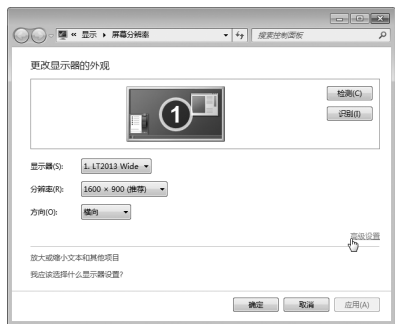 « 显示 ▸ 屏幕分辨率
搜索控制面板
更改显示器的外观
1
检测(C)
识别(I)
显示器(S): 1. LT2013 Wide
分辨率(R): 1600 × 900 (推荐)
方向(O): 横向
高级设置
放大或缩小文本和其他项目
我应该选择什么显示器设置?
确定 取消 应用(A)